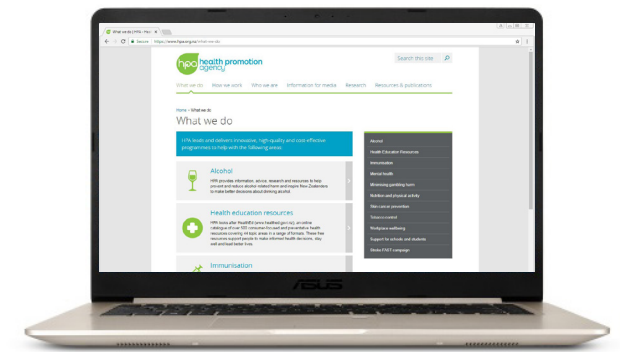 What we do | HPA | Hea
Secure
https://www.hpa.org.nz/what-we-do
hpa health promotion
agency
Search this site
What we do How we work Who we are Information for media Research Resources & publications
Home › What we do
What we do
HPA leads and delivers innovative, high-quality and cost-effective
programmes to help with the following areas:
Alcohol
HPA provides information, advice, research and resources to help
prevent and reduce alcohol-related harm and inspire New Zealanders
to make better decisions about drinking alcohol.
Health education resources
HPA looks after HealthEd (www.healthed.govt.nz), an online
catalogue of over 500 consumer-focused and preventative health
resources covering 44 topic areas in a range of formats. These free
resources support people to make informed health decisions, stay
well and lead better lives.
Immunisation
Alcohol
Health Education Resources
Immunisation
Mental health
Minimising gambling harm
Nutrition and physical activity
Skin cancer prevention
Tobacco control
Workplace wellbeing
Support for schools and students
Stroke FAST campaign
ASUS